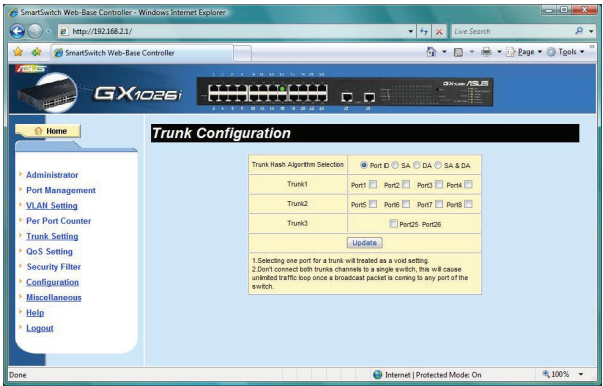 SmartSwitch Web-Base Controller - Windows Internet Explorer
http://192.168.2.1/
Live Search
SmartSwitch Web-Base Controller
Page
Tools
GX1026i
GX1026i ASUS
Home
Trunk Configuration
Administrator
Port Management
VLAN Setting
Per Port Counter
Trunk Setting
QoS Setting
Security Filter
Configuration
Miscellaneous
Help
Logout
Trunk Hash Algorithm Selection
Port ID SA DA SA & DA
Trunk1
Port1 Port2 Port3 Port4
Trunk2
Port5 Port6 Port7 Port8
Trunk3
Port25 Port26
Update
1.Selecting one port for a trunk will treated as a void setting.
2.Don't connect both trunks channels to a single switch, this will cause
unlimited traffic loop once a broadcast packet is coming to any port of the
switch.
Done
Internet | Protected Mode: On
100%